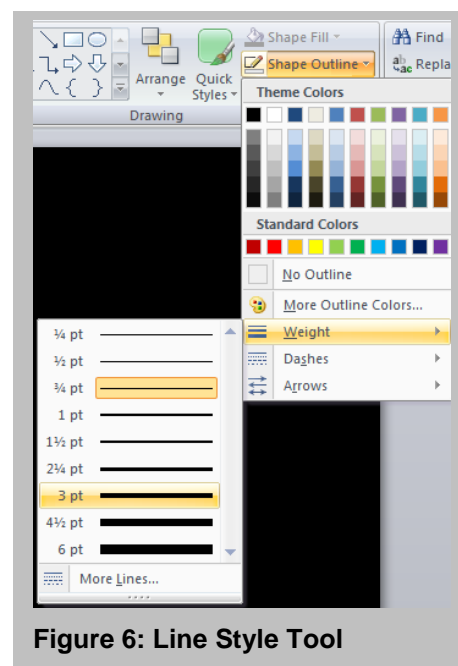 Shape Fill
Find
Shape Outline
ab
ac
Repla
Arrange
Quick
Styles
Drawing
Theme Colors
Standard Colors
No Outline
More Outline Colors...
Weight
Dashes
Arrows
¼ pt
½ pt
¾ pt
1 pt
1½ pt
2¼ pt
3 pt
4½ pt
6 pt
More Lines...
Figure 6: Line Style Tool